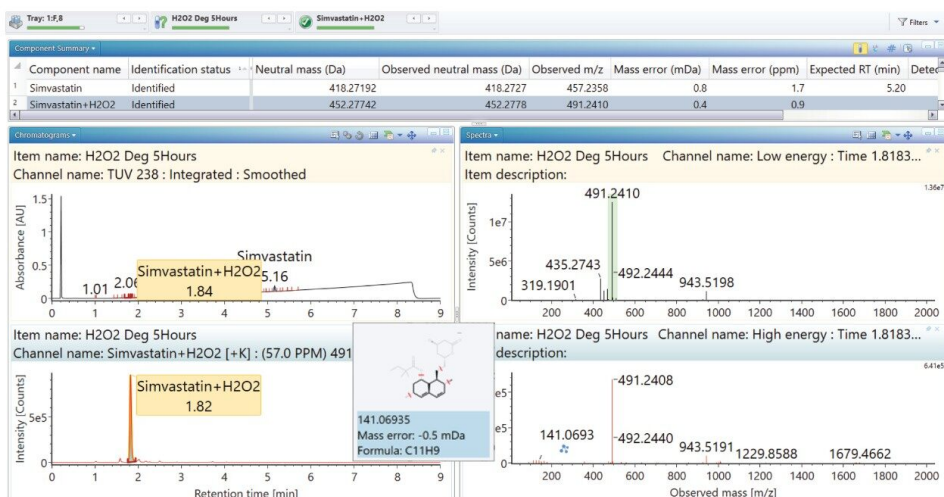 Tray: 1:F,8
H2O2 Deg 5Hours
Simvastatin+H2O2
Filters
Component Summary
Component name Identification status Neutral mass (Da) Observed neutral mass (Da) Observed m/z Mass error (mDa) Mass error (ppm) Expected RT (min) Detec
1 Simvastatin Identified 418.27192 418.2727 457.2358 0.8 1.7 5.20
2 Simvastatin+H2O2 Identified 452.27742 452.2778 491.2410 0.4 0.9
Chromatograms
Item name: H2O2 Deg 5Hours
Channel name: TUV 238 : Integrated : Smoothed
Absorbance [AU]
1.5
1
0.5
0
1.01
2.06
Simvastatin+H2O2
1.84
Simvastatin
5.16
0 1 2 3 4 5 6 7 8 9
Item name: H2O2 Deg 5Hours
Channel name: Simvastatin+H2O2 [+K] : (57.0 PPM) 491
Intensity [Counts]
5e5
0
Simvastatin+H2O2
1.82
0 1 2 3 4 5 6 7 8 9
Retention time [min]
141.06935
Mass error: -0.5 mDa
Formula: C11H9
Spectra
Item name: H2O2 Deg 5Hours Channel name: Low energy : Time 1.8183...
Item description:
1.36e7
Intensity [Counts]
1e7
5e6
0
491.2410
435.2743
492.2444
319.1901
943.5198
200 400 600 800 1000 1200 1400 1600 1800 2000
name: H2O2 Deg 5Hours Channel name: High energy : Time 1.8183...
description:
6.41e5
e5
e5
0
491.2408
492.2440
141.0693
943.5191
1229.8588
1679.4662
200 400 600 800 1000 1200 1400 1600 1800 2000
Observed mass [m/z]